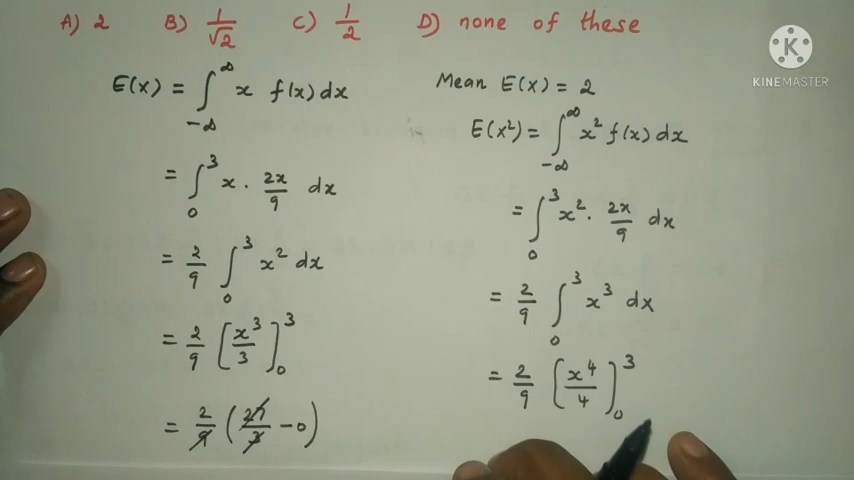 A) 2 B) 1/√2 C) 1/2 D) none of these
E(x) = ∫_{-∞}^{∞} x f(x) dx
= ∫_0^3 x · 2x/9 dx
= 2/9 ∫_0^3 x² dx
= 2/9 [x³/3]_0^3
= 2/9 (27/3 - 0)
Mean E(x) = 2
E(x²) = ∫_{-∞}^{∞} x² f(x) dx
= ∫_0^3 x² · 2x/9 dx
= 2/9 ∫_0^3 x³ dx
= 2/9 [x⁴/4]_0^3
K
KINEMASTER